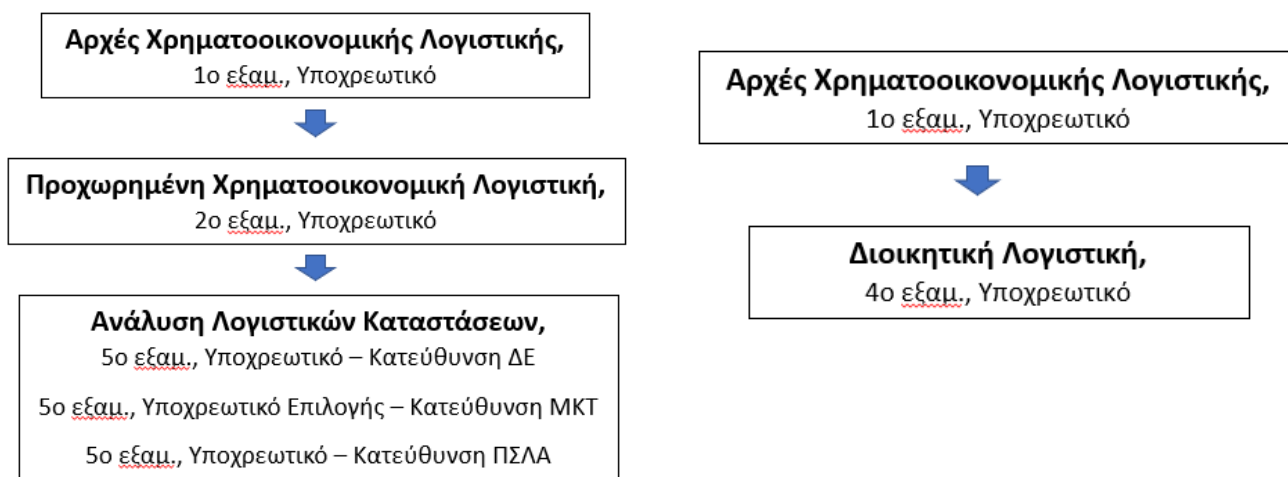 Αρχές Χρηματοοικονομικής Λογιστικής,
1ο εξαμ., Υποχρεωτικό
Προχωρημένη Χρηματοοικονομική Λογιστική,
2ο εξαμ., Υποχρεωτικό
Ανάλυση Λογιστικών Καταστάσεων,
5ο εξαμ., Υποχρεωτικό – Κατεύθυνση ΔΕ
5ο εξαμ., Υποχρεωτικό Επιλογής – Κατεύθυνση ΜΚΤ
5ο εξαμ., Υποχρεωτικό – Κατεύθυνση ΠΣΛΑ
Αρχές Χρηματοοικονομικής Λογιστικής,
1ο εξαμ., Υποχρεωτικό
Διοικητική Λογιστική,
4ο εξαμ., Υποχρεωτικό